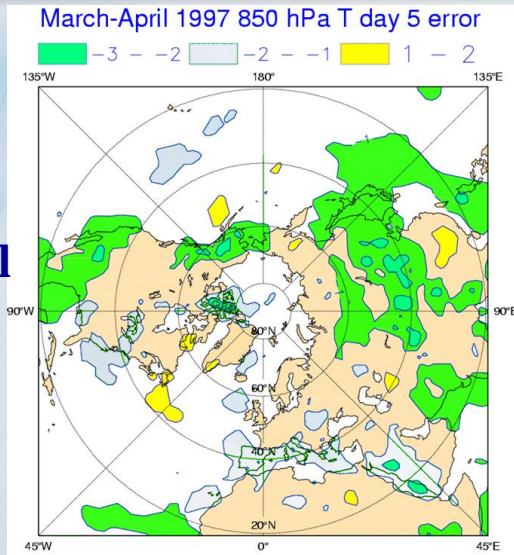 March-April 1997 850 hPa T day 5 error
-3 - -2 -2 - -1 1 - 2
135°W 180° 135°E
90°W 90°E
80°N
60°N
40°N
20°N
45°W 0° 45°E